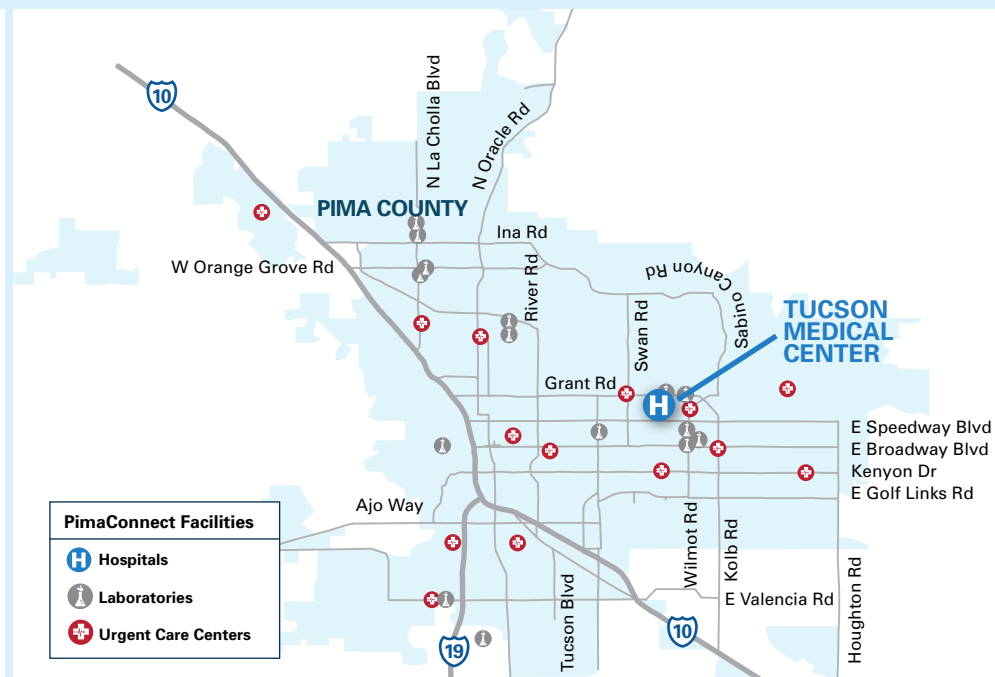 10
N La Cholla Blvd
N Oracle Rd
PIMA COUNTY
Ina Rd
W Orange Grove Rd
River Rd
Sabino Canyon Rd
Swan Rd
TUCSON
MEDICAL
CENTER
Grant Rd
H
E Speedway Blvd
E Broadway Blvd
Kenyon Dr
E Golf Links Rd
Ajo Way
Wilmot Rd
Kolb Rd
E Valencia Rd
Houghton Rd
Tucson Blvd
10
19
PimaConnect Facilities
H Hospitals
Laboratories
Urgent Care Centers